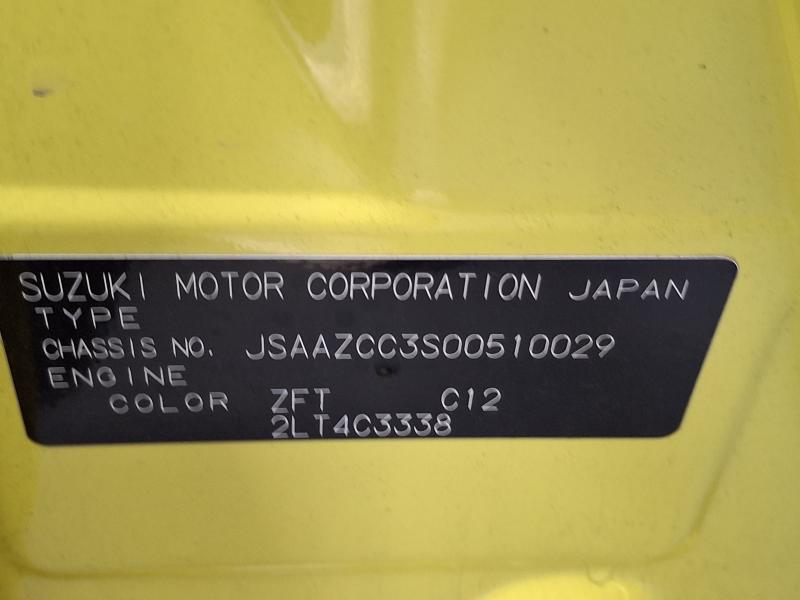 SUZUKI MOTOR CORPORATION JAPAN
TYPE
CHASSIS NO. JSAAZCC3S00510029
ENGINE
COLOR ZFT C12
2LT4C3338